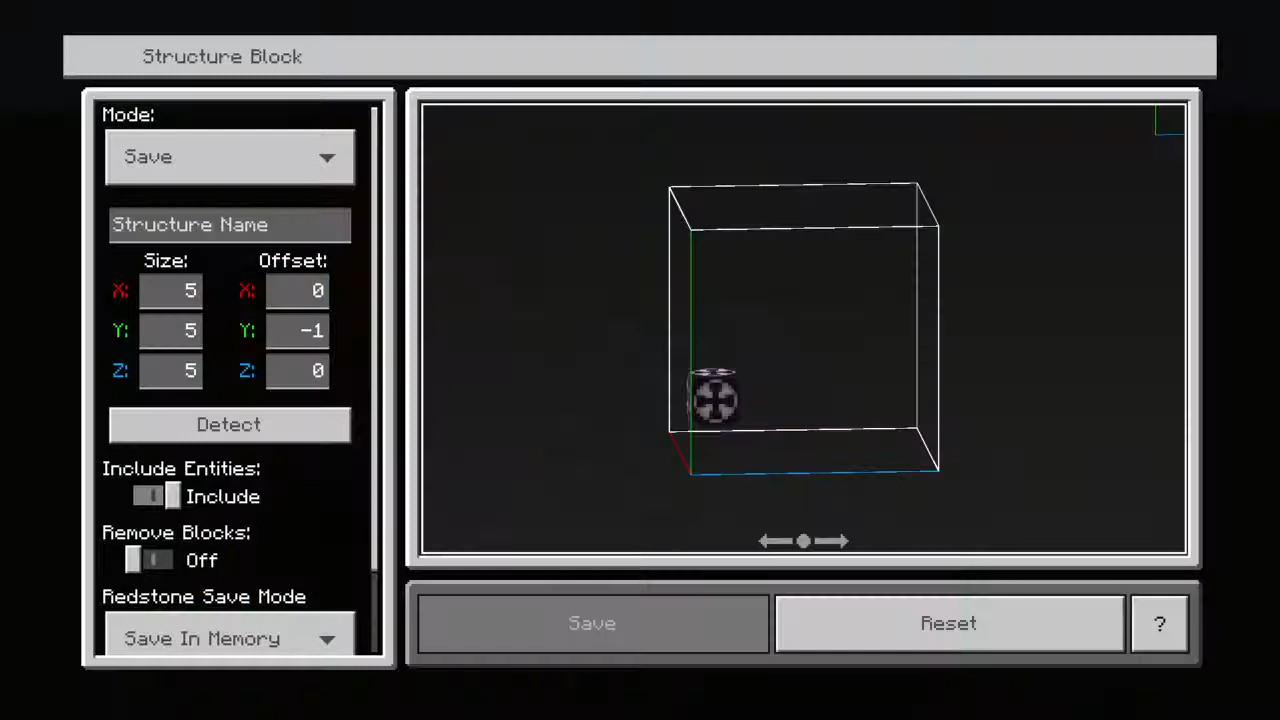 Structure Block
Mode:
Save
Structure Name
Size: Offset:
X: 5 X: 0
Y: 5 Y: -1
Z: 5 Z: 0
Detect
Include Entities:
Include
Remove Blocks:
Off
Redstone Save Mode
Save In Memory
Save Reset ?